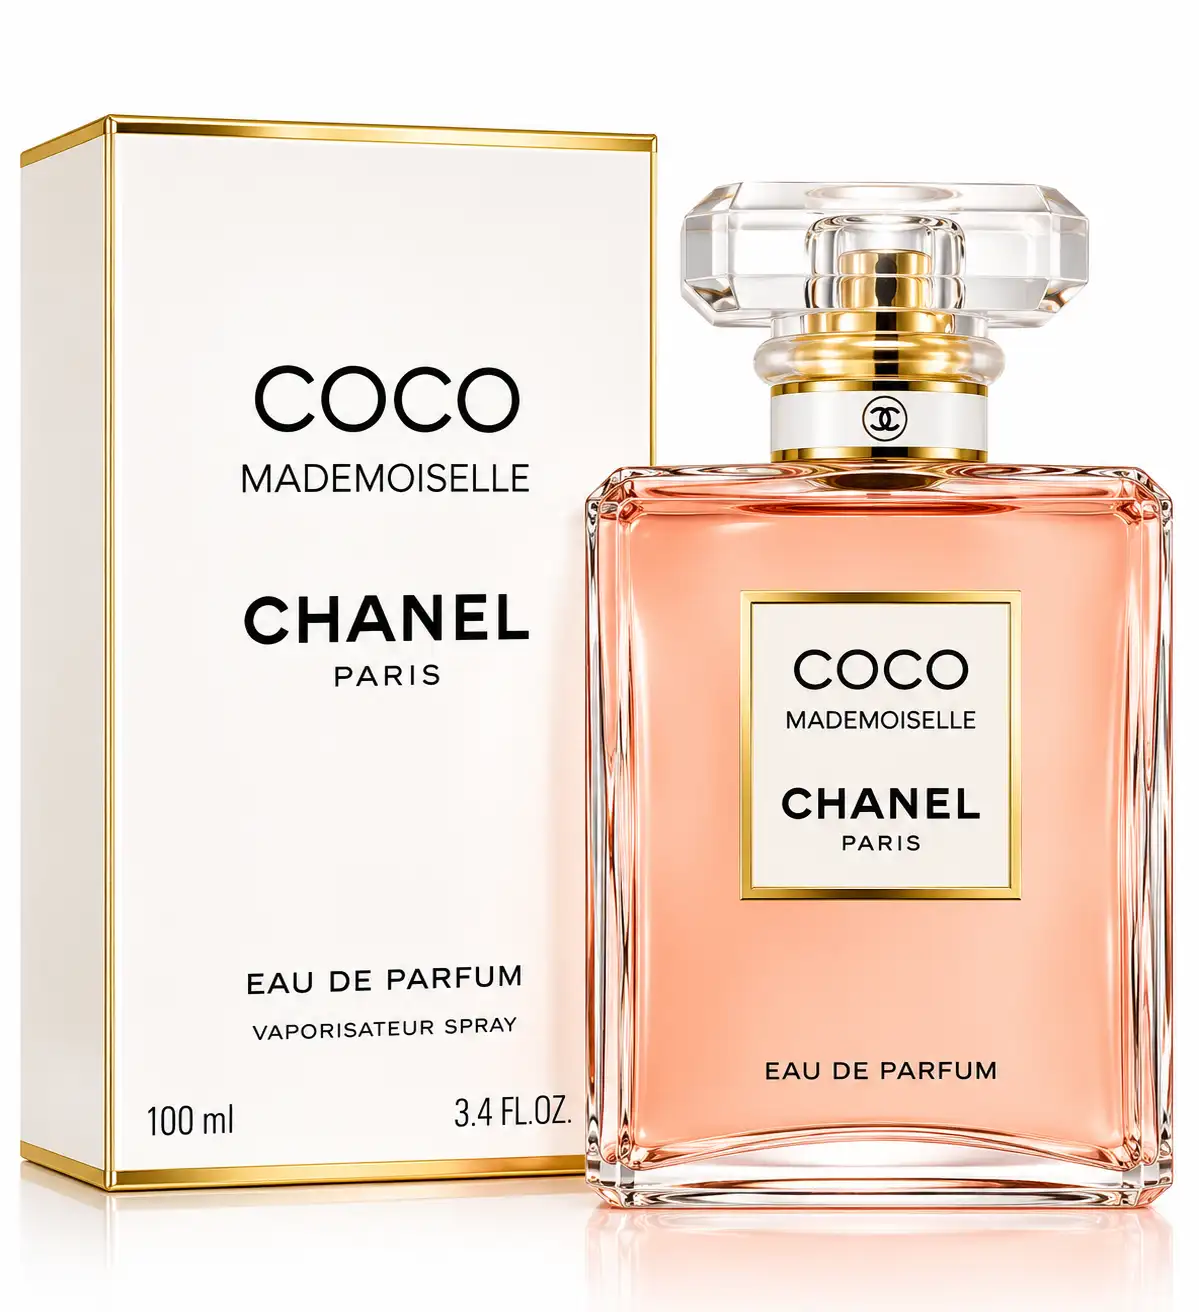 COCO
MADEMOISELLE
CHANEL
PARIS
EAU DE PARFUM
VAPORISATEUR SPRAY
100 ml
3.4 FL.OZ.
COCO
MADEMOISELLE
CHANEL
PARIS
EAU DE PARFUM